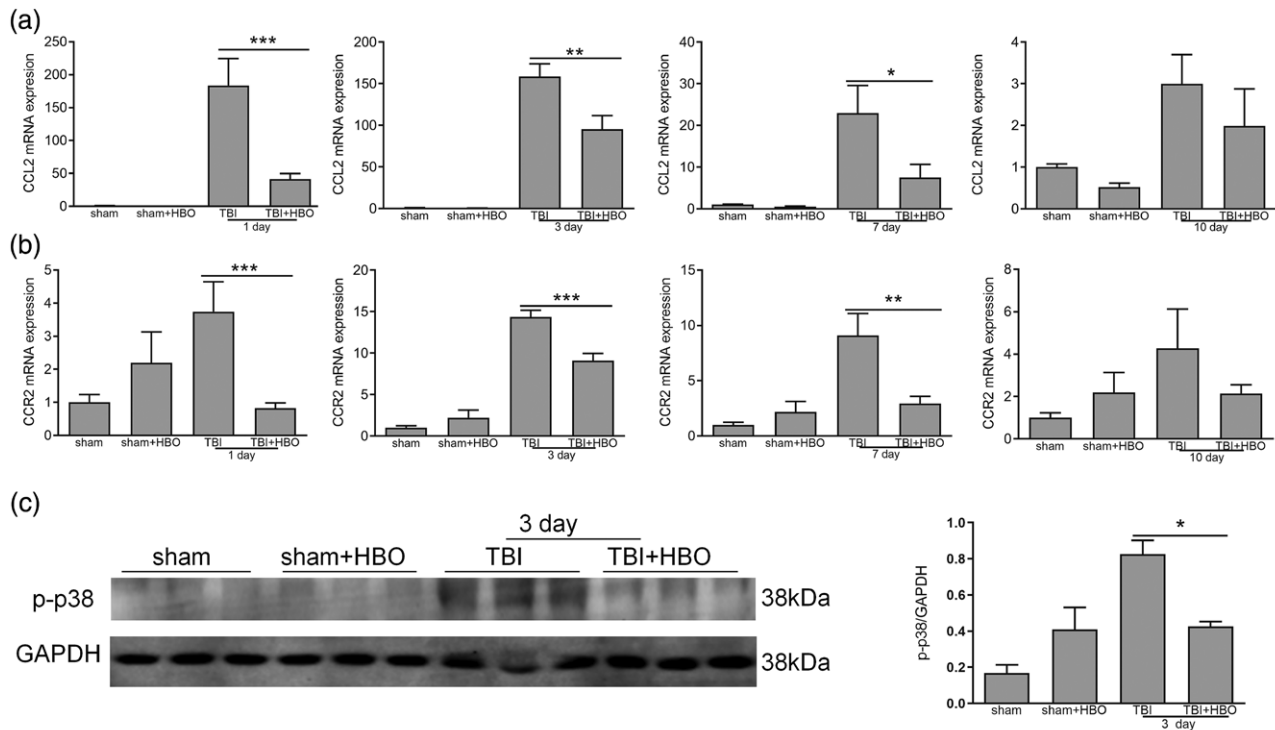 (a)
CCL2 mRNA expresion
250
200
150
100
50
0
***
sham sham+HBO TBI TBI+HBO
1 day
CCL2 mRNA expresion
200
150
100
50
0
**
sham sham+HBO TBI TBI+HBO
3 day
CCL2 mRNA expresion
40
30
20
10
0
*
sham sham+HBO TBI TBI+HBO
7 day
CCL2 mRNA expresion
4
3
2
1
0
sham sham+HBO TBI TBI+HBO
10 day
(b)
CCR2 mRNA expresion
5
4
3
2
1
0
***
sham sham+HBO TBI TBI+HBO
1 day
CCR2 mRNA expresion
20
15
10
5
0
***
sham sham+HBO TBI TBI+HBO
3 day
CCR2 mRNA expresion
15
10
5
0
**
sham sham+HBO TBI TBI+HBO
7 day
CCR2 mRNA expresion
8
6
4
2
0
sham sham+HBO TBI TBI+HBO
10 day
(c)
3 day
sham sham+HBO TBI TBI+HBO
p-p38 38kDa
GAPDH 38kDa
p-p38/GAPDH
1.0
0.8
0.6
0.4
0.2
0.0
*
sham sham+HBO TBI TBI+HBO
3 day